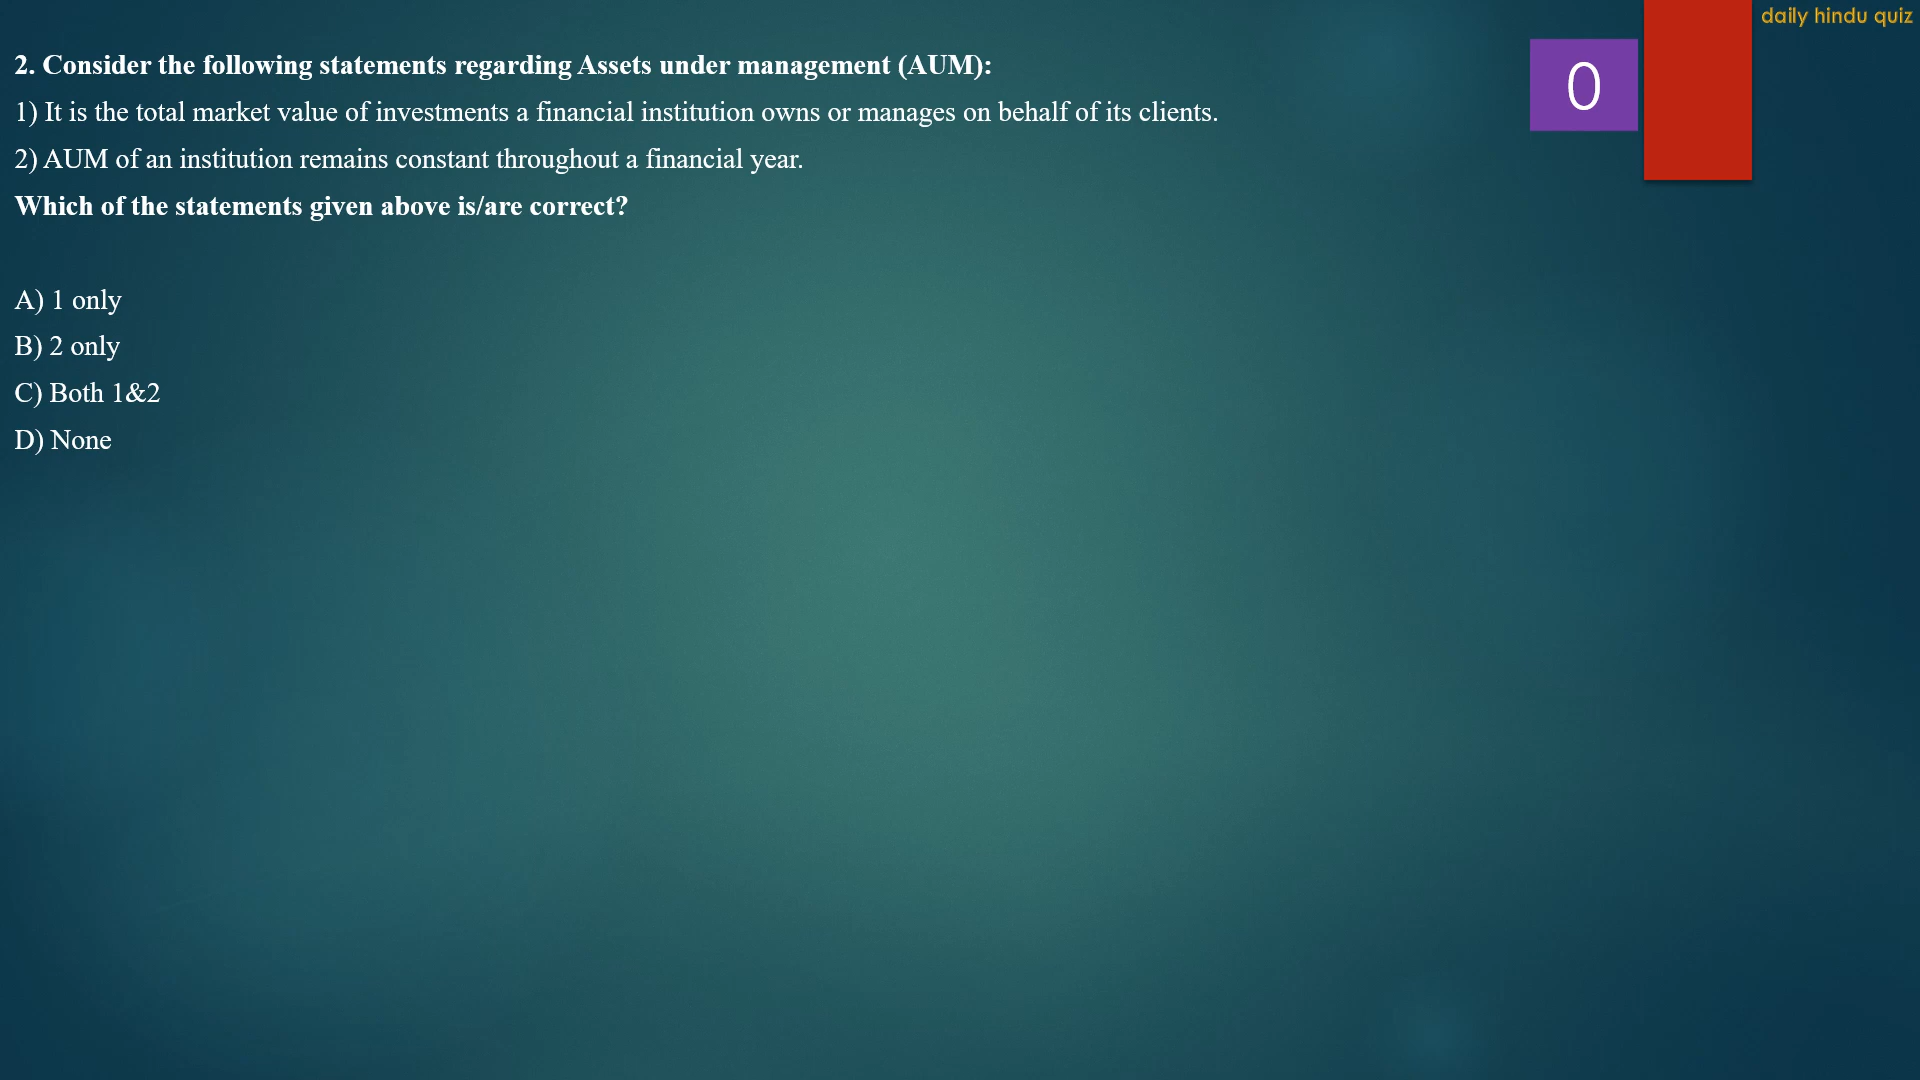 daily hindu quiz
0
2. Consider the following statements regarding Assets under management (AUM):
1) It is the total market value of investments a financial institution owns or manages on behalf of its clients.
2) AUM of an institution remains constant throughout a financial year.
Which of the statements given above is/are correct?
A) 1 only
B) 2 only
C) Both 1&2
D) None